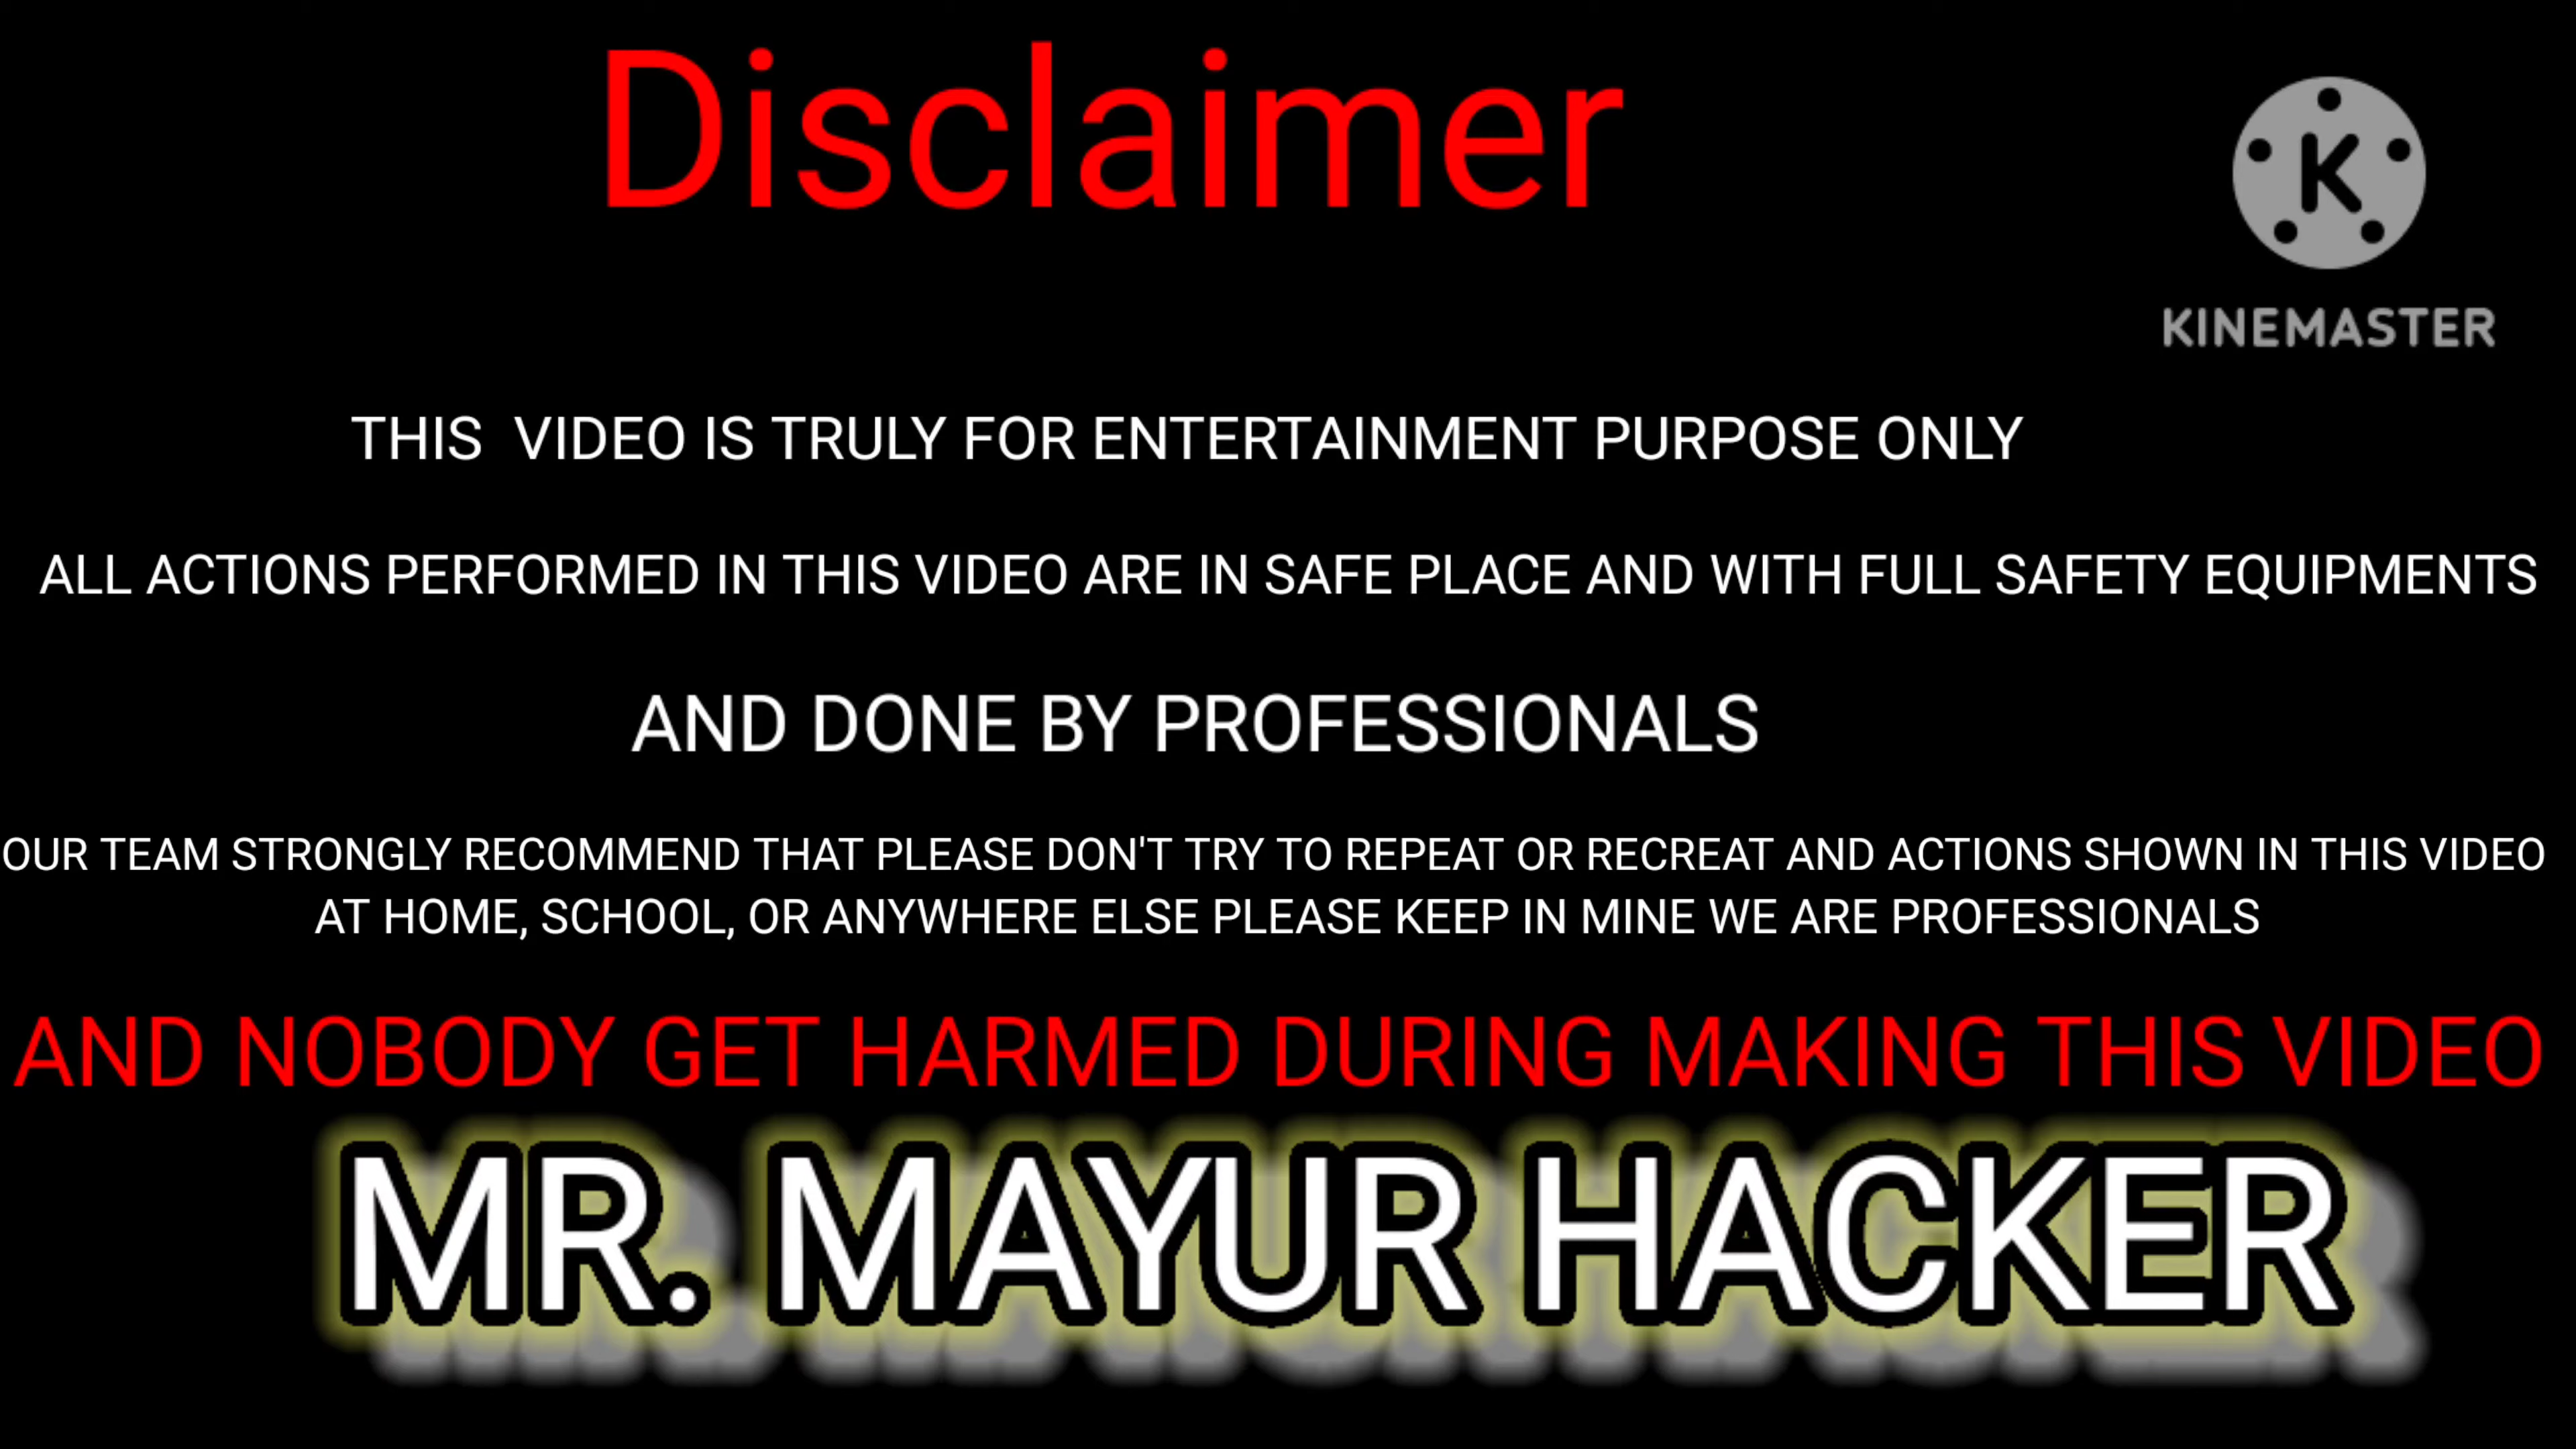 Disclaimer
K
KINEMASTER
THIS  VIDEO IS TRULY FOR ENTERTAINMENT PURPOSE ONLY
ALL ACTIONS PERFORMED IN THIS VIDEO ARE IN SAFE PLACE AND WITH FULL SAFETY EQUIPMENTS
AND DONE BY PROFESSIONALS
OUR TEAM STRONGLY RECOMMEND THAT PLEASE DON'T TRY TO REPEAT OR RECREAT AND ACTIONS SHOWN IN THIS VIDEO
AT HOME, SCHOOL, OR ANYWHERE ELSE PLEASE KEEP IN MINE WE ARE PROFESSIONALS
AND NOBODY GET HARMED DURING MAKING THIS VIDEO
MR. MAYUR HACKER